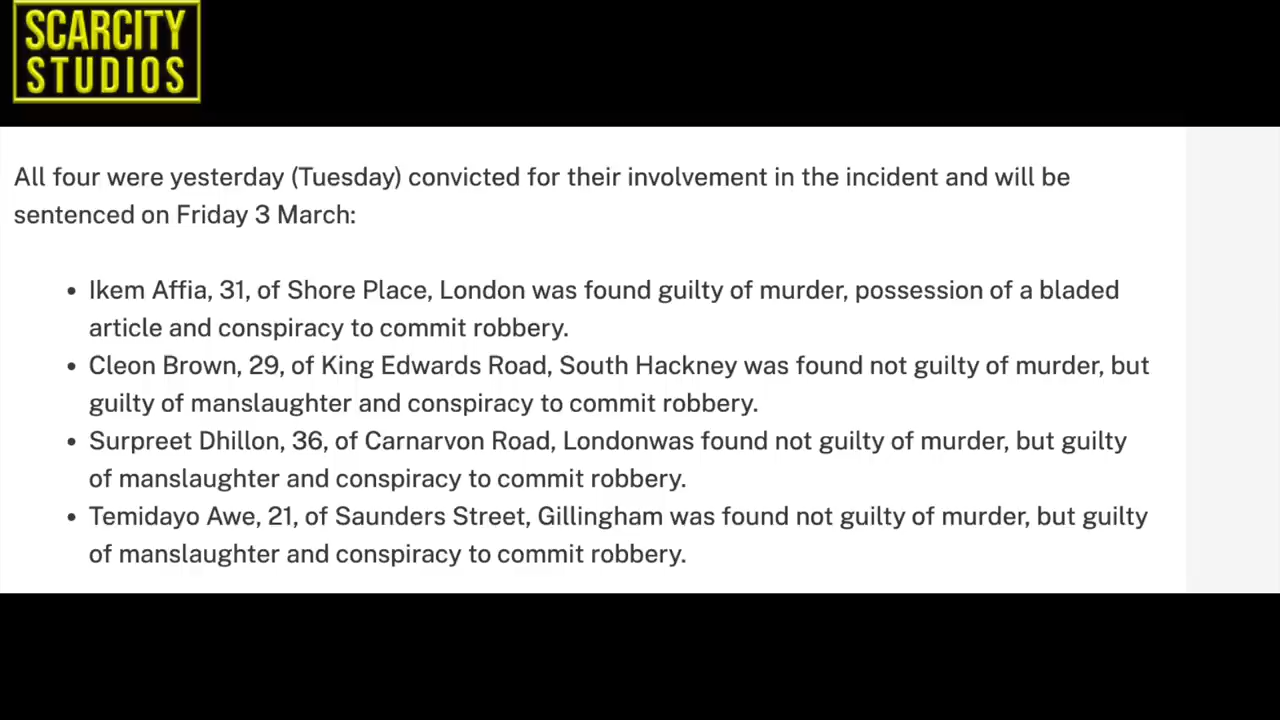 SCARCITY
STUDIOS
All four were yesterday (Tuesday) convicted for their involvement in the incident and will be
sentenced on Friday 3 March:
• Ikem Affia, 31, of Shore Place, London was found guilty of murder, possession of a bladed
article and conspiracy to commit robbery.
• Cleon Brown, 29, of King Edwards Road, South Hackney was found not guilty of murder, but
guilty of manslaughter and conspiracy to commit robbery.
• Surpreet Dhillon, 36, of Carnarvon Road, Londonwas found not guilty of murder, but guilty
of manslaughter and conspiracy to commit robbery.
• Temidayo Awe, 21, of Saunders Street, Gillingham was found not guilty of murder, but guilty
of manslaughter and conspiracy to commit robbery.